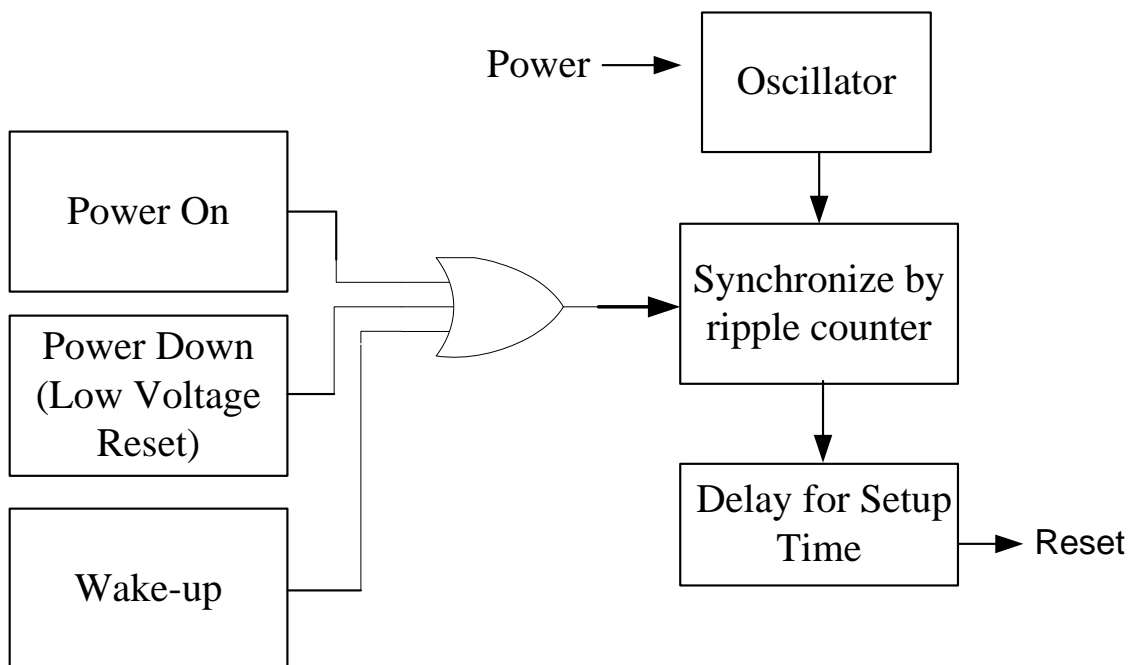 Power
Oscillator
Power On
Synchronize by
ripple counter
Power Down
(Low Voltage
Reset)
Delay for Setup
Time
Reset
Wake-up